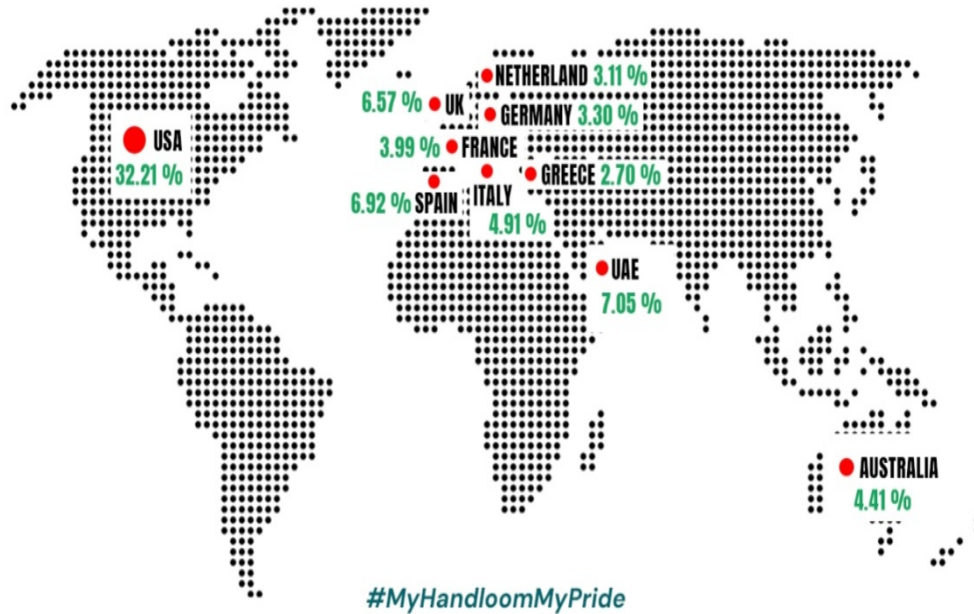 NETHERLAND 3.11 %
6.57 % UK
GERMANY 3.30 %
USA
32.21 %
3.99 % FRANCE
GREECE 2.70 %
6.92 % SPAIN
ITALY
4.91 %
UAE
7.05 %
AUSTRALIA
4.41 %
#MyHandloomMyPride